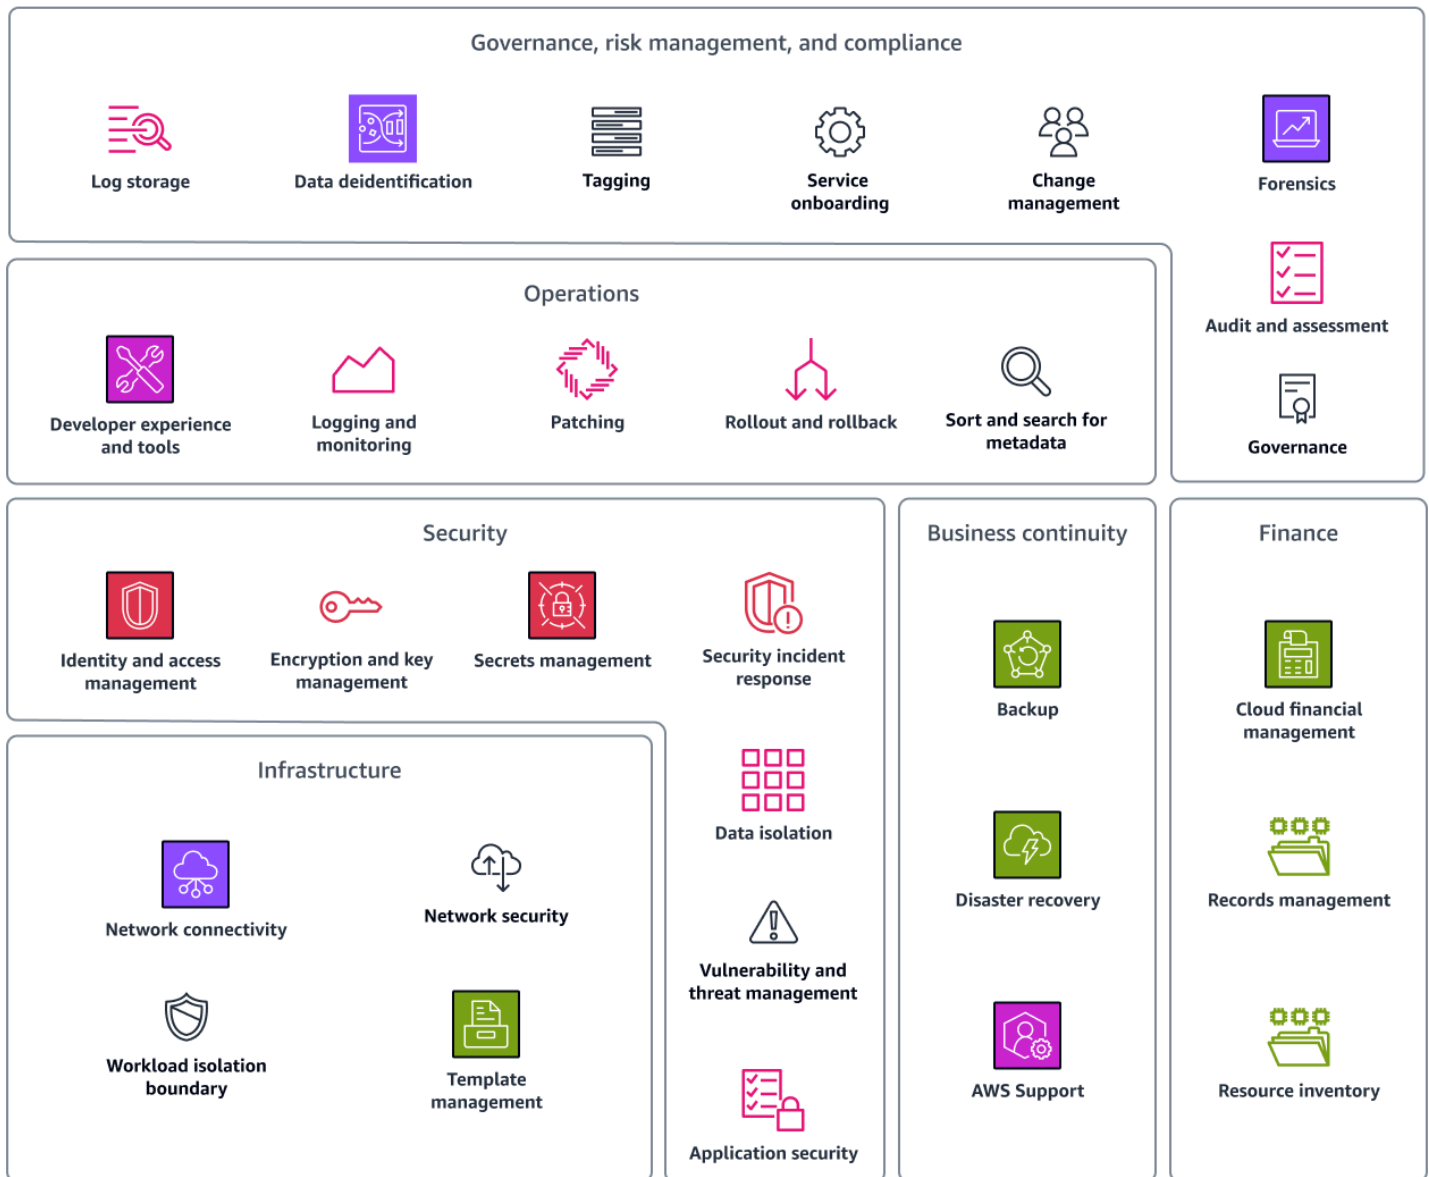 Governance, risk management, and compliance
Log storage
Data deidentification
Tagging
Service
onboarding
Change
management
Forensics
Audit and assessment
Governance
Operations
Developer experience
and tools
Logging and
monitoring
Patching
Rollout and rollback
Sort and search for
metadata
Security
Identity and access
management
Encryption and key
management
Secrets management
Security incident
response
Data isolation
Vulnerability and
threat management
Application security
Infrastructure
Network connectivity
Network security
Workload isolation
boundary
Template
management
Business continuity
Backup
Disaster recovery
AWS Support
Finance
Cloud financial
management
Records management
Resource inventory